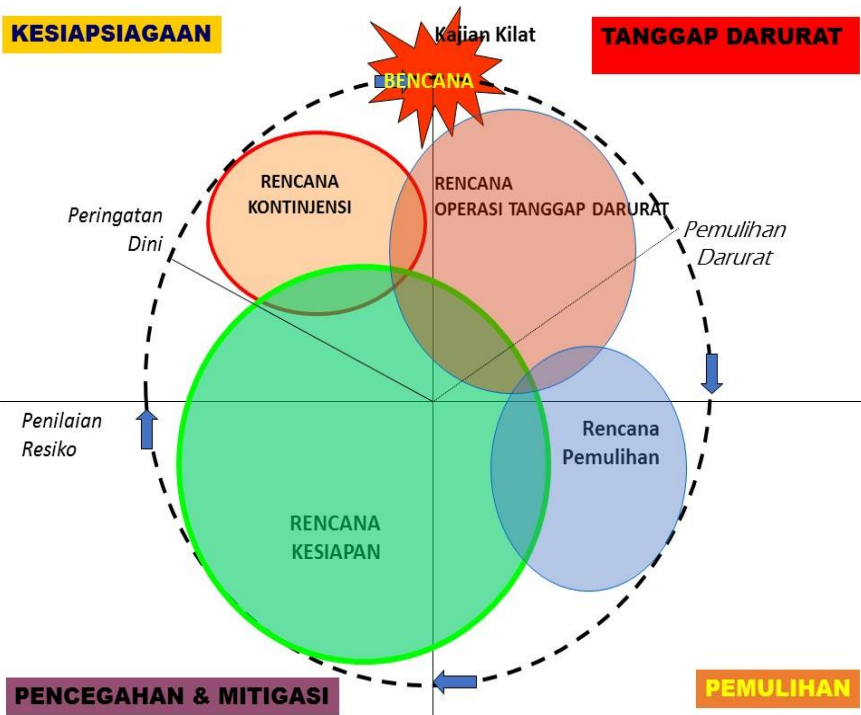 KESIAPSIAGAAN
Kajian Kilat
TANGGAP DARURAT
BENCANA
RENCANA
KONTINJENSI
RENCANA
OPERASI TANGGAP DARURAT
Peringatan
Dini
Pemulihan
Darurat
Penilaian
Resiko
Rencana
Pemulihan
RENCANA
KESIAPAN
PENCEGAHAN & MITIGASI
PEMULIHAN